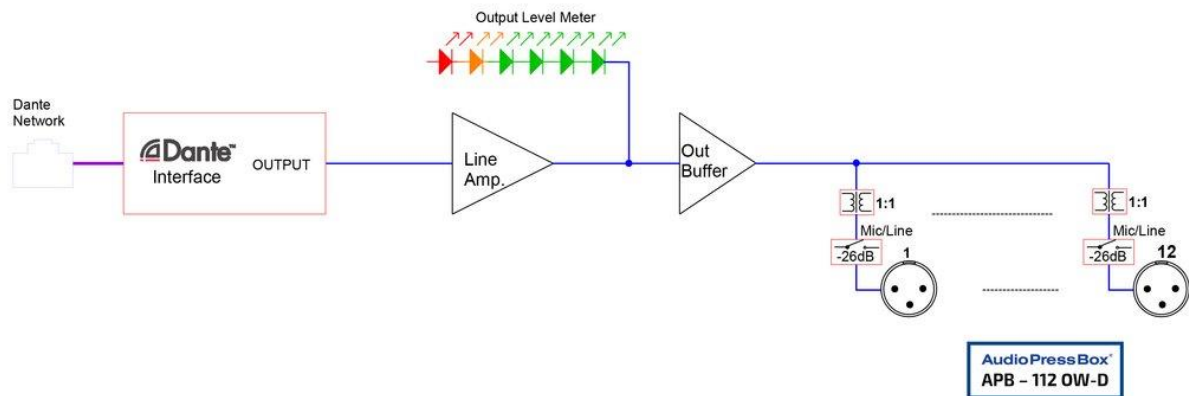 Output Level Meter
Dante
Network
Dante™
Interface
OUTPUT
Line
Amp.
Out
Buffer
1:1
1:1
Mic/Line
Mic/Line
-26dB
-26dB
1
12
AudioPressBox®
APB – 112 OW-D